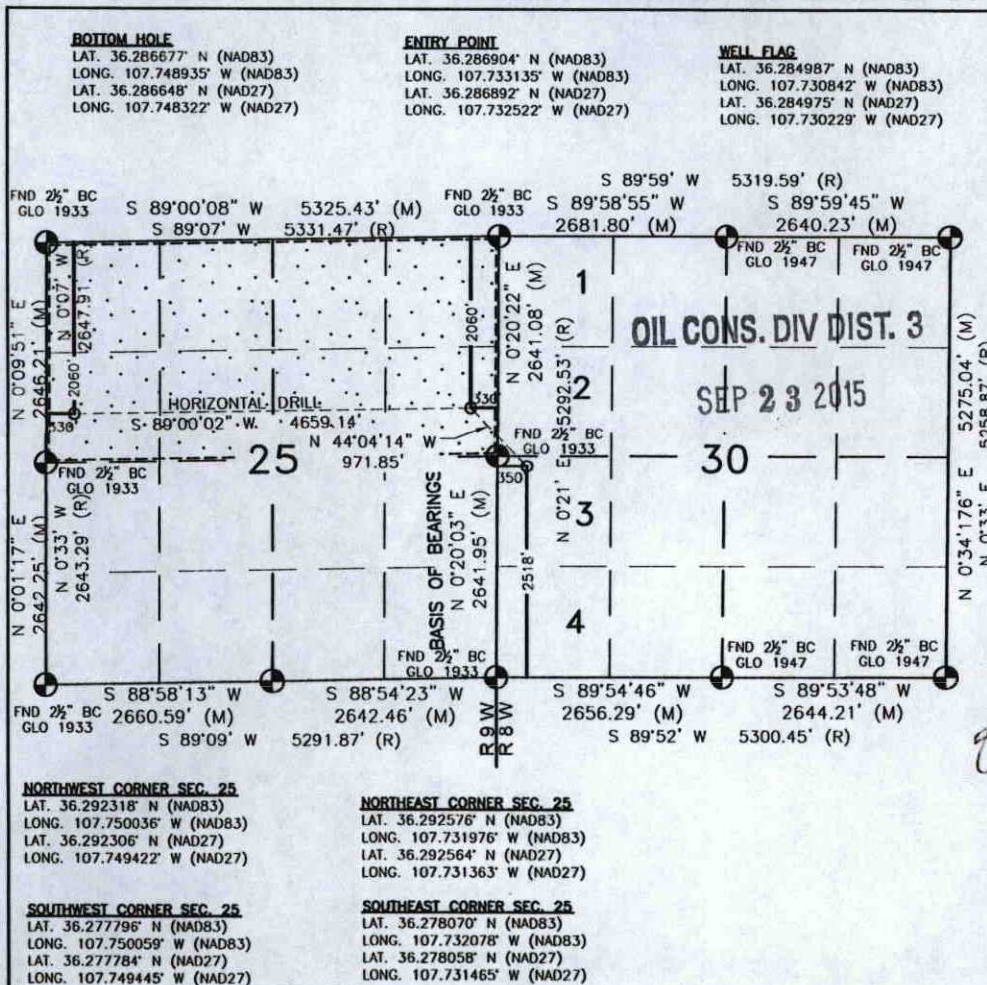 BOTTOM HOLE
LAT. 36.286677° N (NAD83)
LONG. 107.748935° W (NAD83)
LAT. 36.286648° N (NAD27)
LONG. 107.748322° W (NAD27)
ENTRY POINT
LAT. 36.286904° N (NAD83)
LONG. 107.733135° W (NAD83)
LAT. 36.286892° N (NAD27)
LONG. 107.732522° W (NAD27)
WELL FLAG
LAT. 36.284987° N (NAD83)
LONG. 107.730842° W (NAD83)
LAT. 36.284975° N (NAD27)
LONG. 107.730229° W (NAD27)
FND 2½" BC
GLO 1933
S 89°00'08" W 5325.43' (M)
S 89°07' W 5331.47' (R)
FND 2½" BC
GLO 1933
S 89°59' W 5319.59' (R)
S 89°58'55" W
2681.80' (M)
S 89°59'45" W
2640.23' (M)
FND 2½" BC
GLO 1947
FND 2½" BC
GLO 1947
N 0°09'51" E
2646.21' (M)
N 0°07' W
2647.91' (R)
2060'
330'
2060'
330'
N 0°20'22" E
2641.08' (M)
5292.53' (R)
N 0°21' E
1
2
3
4
OIL CONS. DIV DIST. 3
SEP 23 2015
5275.04' (M)
N 0°34'176" E
5258.87' (R)
N 0°33' E
HORIZONTAL DRILL
S 89°00'02" W 4659.14'
N 44°04'14" W
971.85'
FND 2½" BC
GLO 1933
25
30
FND 2½" BC
GLO 1933
350'
2518'
N 0°01'17" E
2642.25' (M)
N 0°33' W
2643.29' (R)
BASIS OF BEARINGS
N 0°20'03" E
2641.95' (M)
FND 2½" BC
GLO 1933
FND 2½" BC
GLO 1947
FND 2½" BC
GLO 1947
FND 2½" BC
GLO 1933
S 88°58'13" W
2660.59' (M)
S 88°54'23" W
2642.46' (M)
S 89°09' W 5291.87' (R)
R9W
R8W
S 89°54'46" W
2656.29' (M)
S 89°53'48" W
2644.21' (M)
S 89°52' W 5300.45' (R)
NORTHWEST CORNER SEC. 25
LAT. 36.292318° N (NAD83)
LONG. 107.750036° W (NAD83)
LAT. 36.292306° N (NAD27)
LONG. 107.749422° W (NAD27)
NORTHEAST CORNER SEC. 25
LAT. 36.292576° N (NAD83)
LONG. 107.731976° W (NAD83)
LAT. 36.292564° N (NAD27)
LONG. 107.731363° W (NAD27)
SOUTHWEST CORNER SEC. 25
LAT. 36.277796° N (NAD83)
LONG. 107.750059° W (NAD83)
LAT. 36.277784° N (NAD27)
LONG. 107.749445° W (NAD27)
SOUTHEAST CORNER SEC. 25
LAT. 36.278070° N (NAD83)
LONG. 107.732078° W (NAD83)
LAT. 36.278058° N (NAD27)
LONG. 107.731465° W (NAD27)